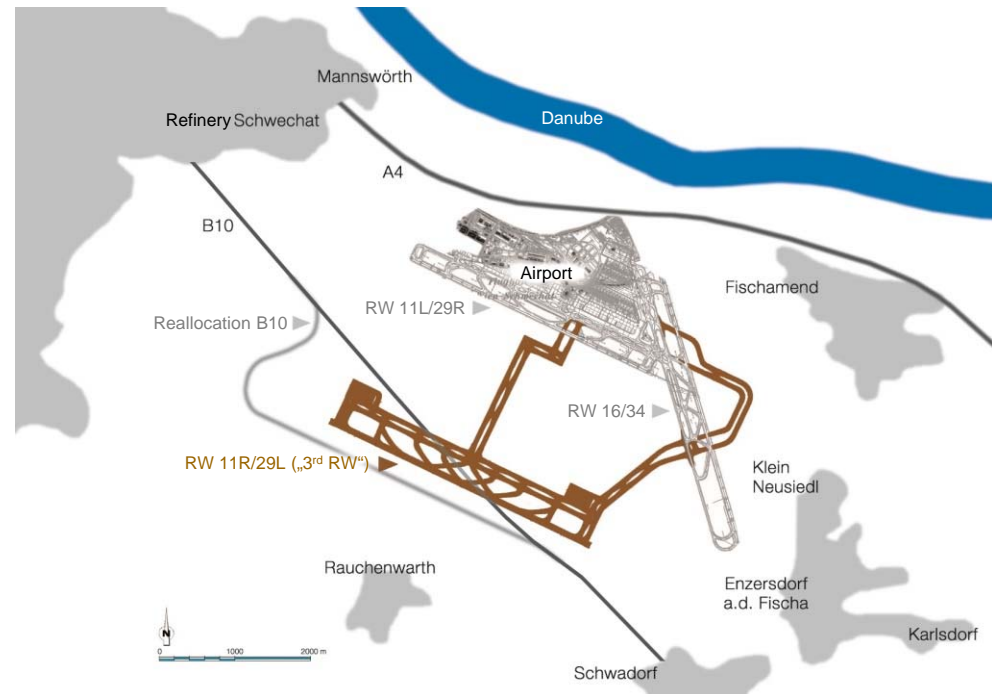 Mannswörth
Refinery Schwechat
Danube
A4
B10
Airport
Fischamend
RW 11L/29R
Reallocation B10
RW 16/34
RW 11R/29L („3rd RW“)
Klein
Neusiedl
Rauchenwarth
Enzersdorf
a.d. Fischa
Karlsdorf
Schwadorf
N
0 1000 2000 m